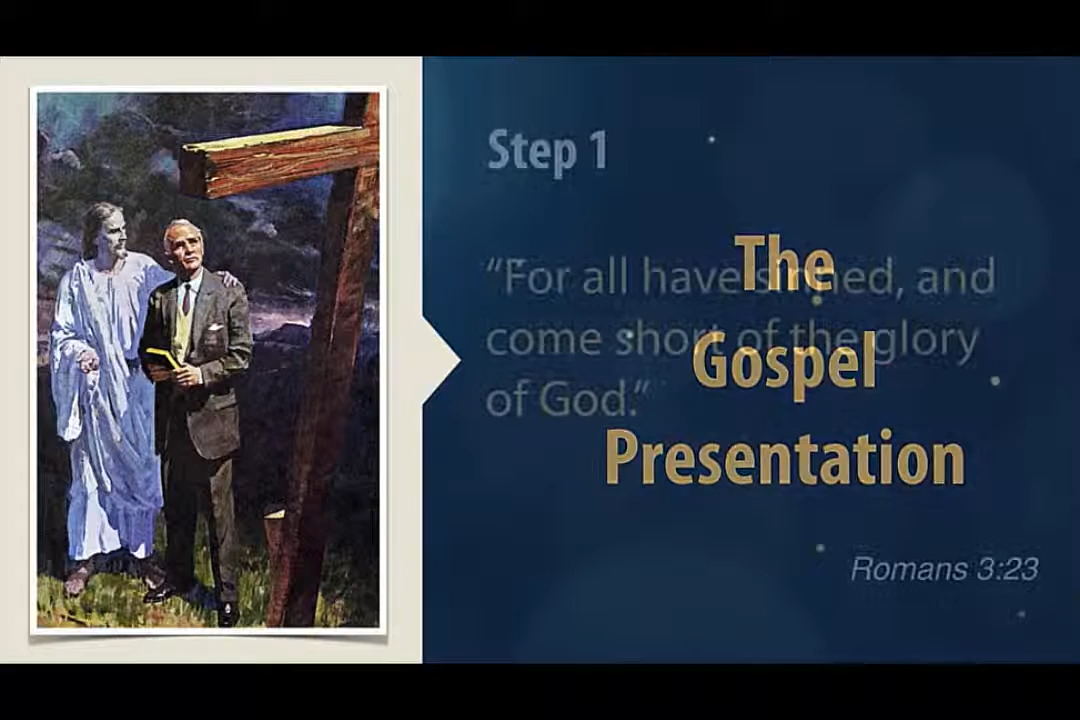 Step 1
The
"For all have sinned, and
come short of the glory
Gospel
of God."
Presentation
Romans 3:23